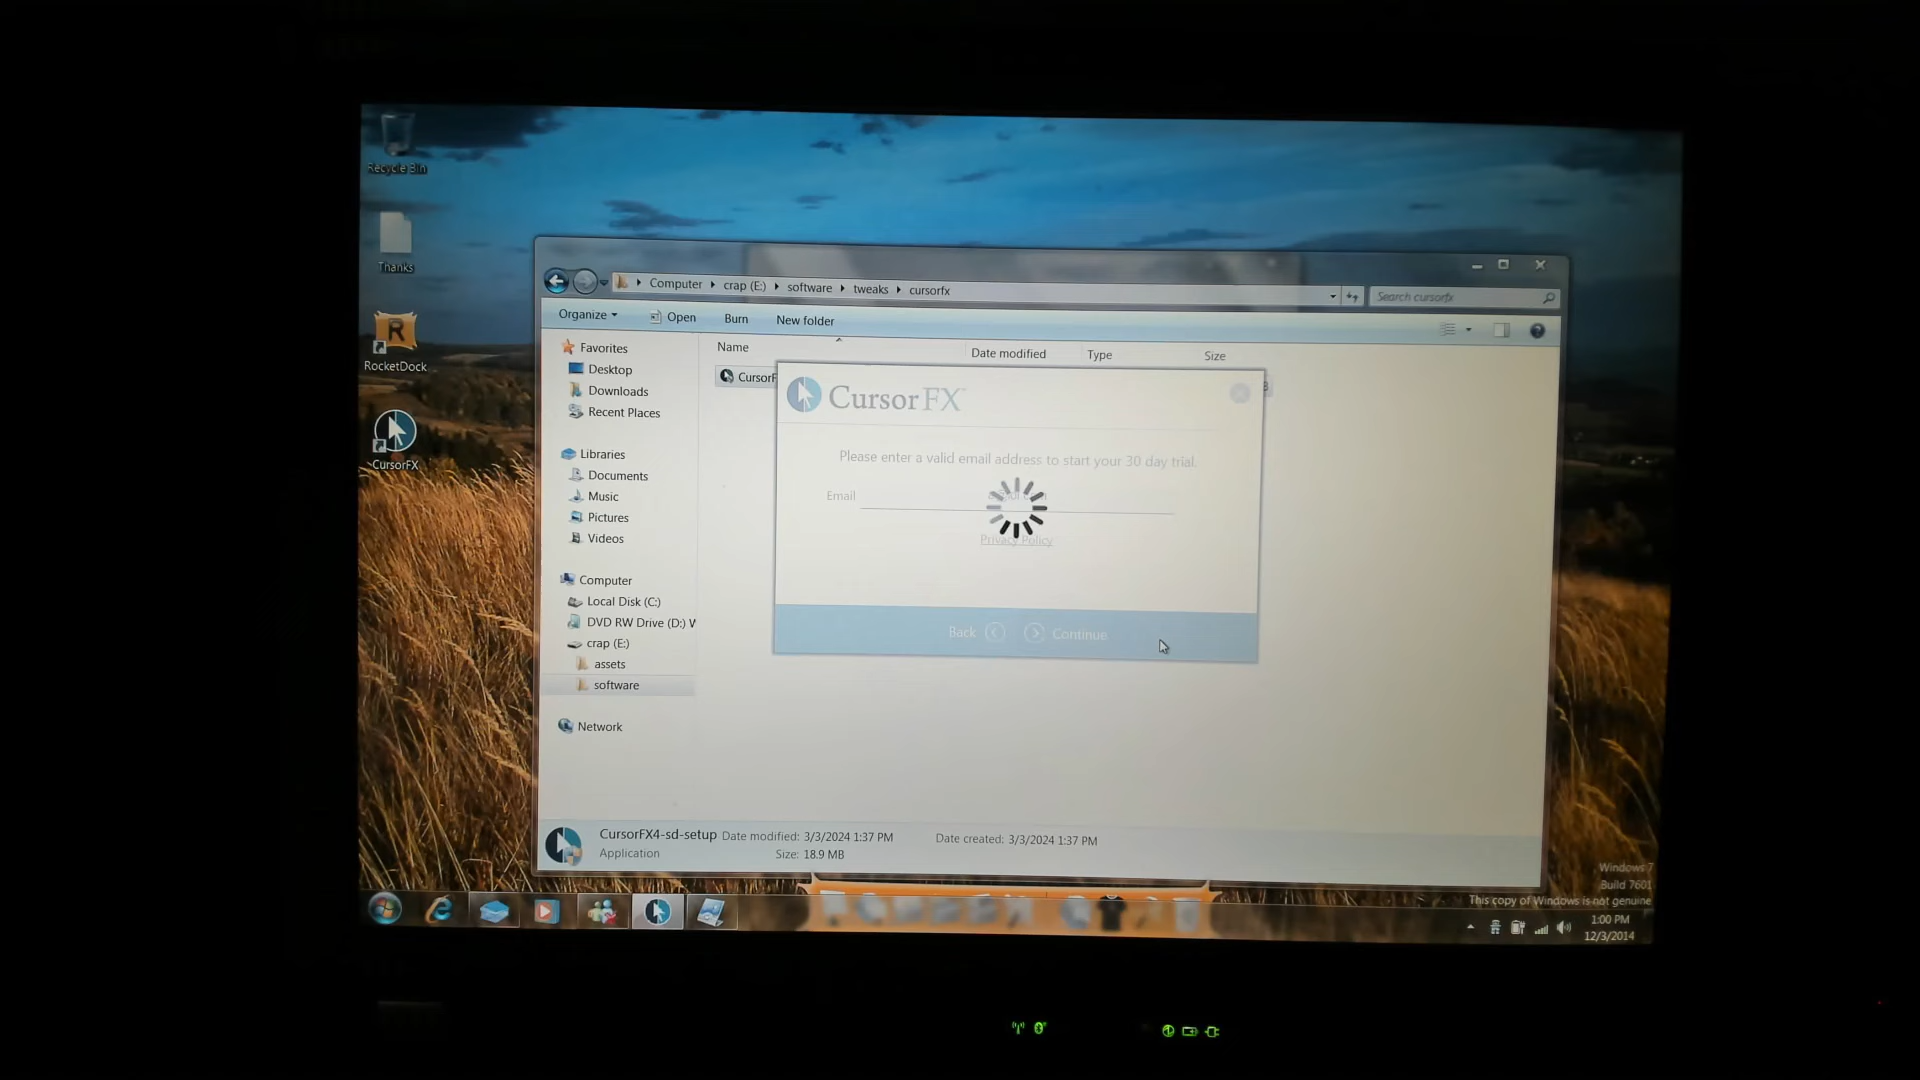 Recycle Bin
Thanks
RocketDock
CursorFX
Computer
crap (E:)
software
tweaks
cursorfx
Search cursorfx
Organize
Open
Burn
New folder
Favorites
Desktop
Downloads
Recent Places
Libraries
Documents
Music
Pictures
Videos
Computer
Local Disk (C:)
DVD RW Drive (D:) W
crap (E:)
assets
software
Network
Name
Date modified
Type
Size
CursorF
CursorFX
Please enter a valid email address to start your 30 day trial.
Email
Privacy Policy
Back
Continue
CursorFX4-sd-setup Date modified: 3/3/2024 1:37 PM Date created: 3/3/2024 1:37 PM
Application Size: 18.9 MB
Windows 7
Build 7601
This copy of Windows is not genuine
1:00 PM
12/3/2014